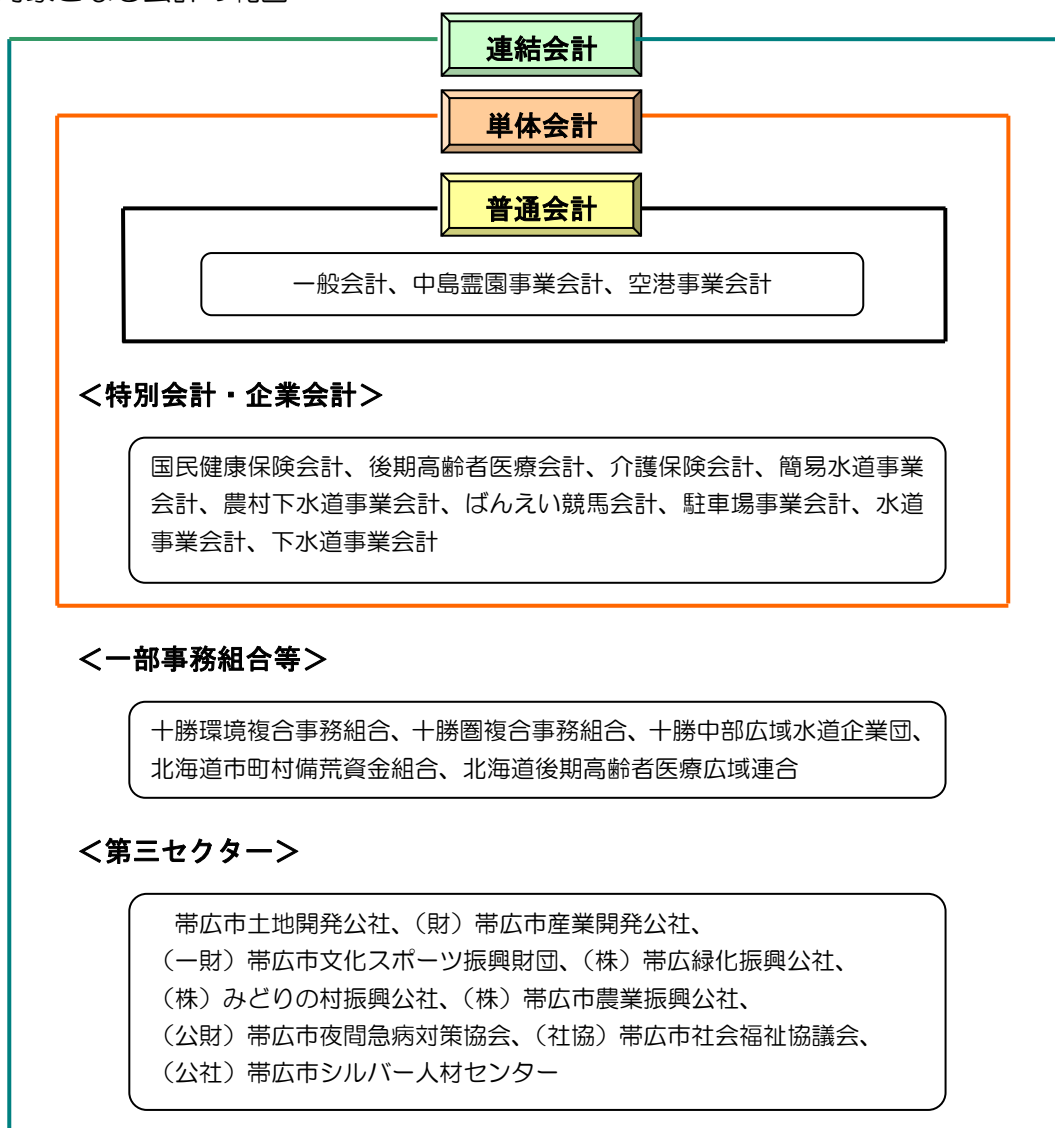 連結会計
単体会計
普通会計
一般会計、中島霊園事業会計、空港事業会計
＜特別会計・企業会計＞
国民健康保険会計、後期高齢者医療会計、介護保険会計、簡易水道事業
会計、農村下水道事業会計、ばんえい競馬会計、駐車場事業会計、水道
事業会計、下水道事業会計
＜一部事務組合等＞
十勝環境複合事務組合、十勝圏複合事務組合、十勝中部広域水道企業団、
北海道市町村備荒資金組合、北海道後期高齢者医療広域連合
＜第三セクター＞
帯広市土地開発公社、（財）帯広市産業開発公社、
（一財）帯広市文化スポーツ振興財団、（株）帯広緑化振興公社、
（株）みどりの村振興公社、（株）帯広市農業振興公社、
（公財）帯広市夜間急病対策協会、（社協）帯広市社会福祉協議会、
（公社）帯広市シルバー人材センター